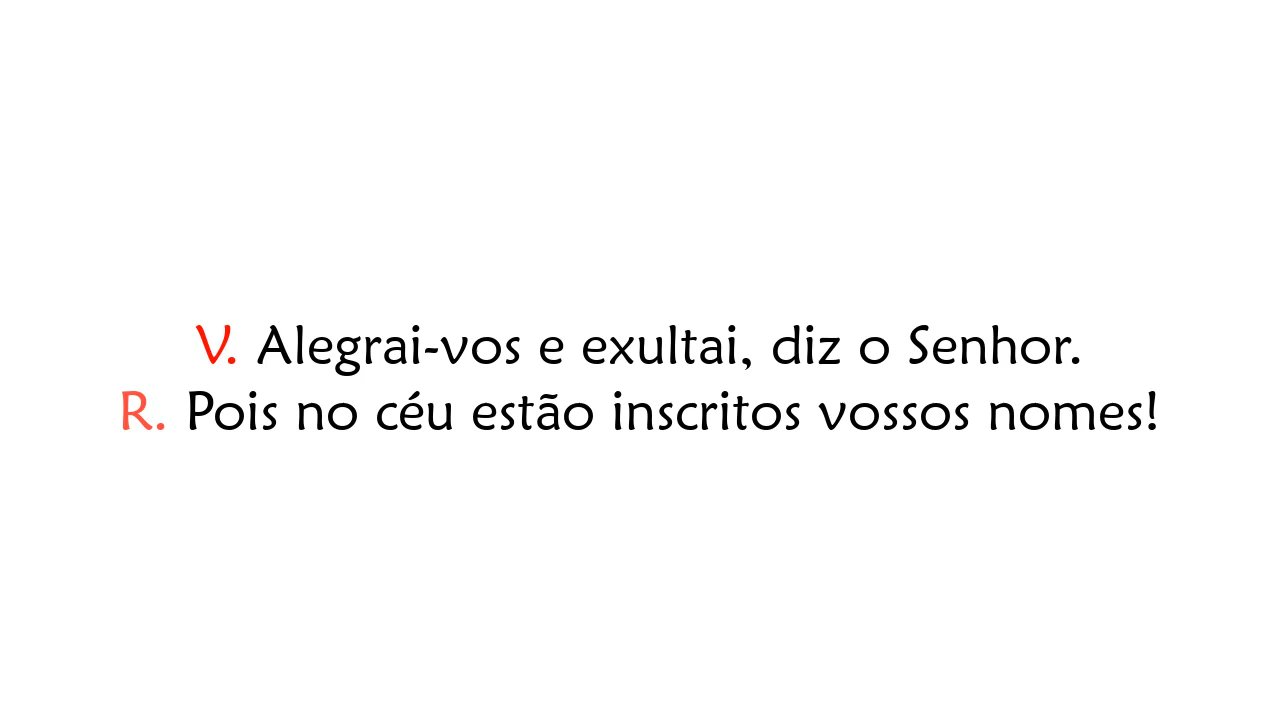 V. Alegrai-vos e exultai, diz o Senhor.
R. Pois no céu estão inscritos vossos nomes!